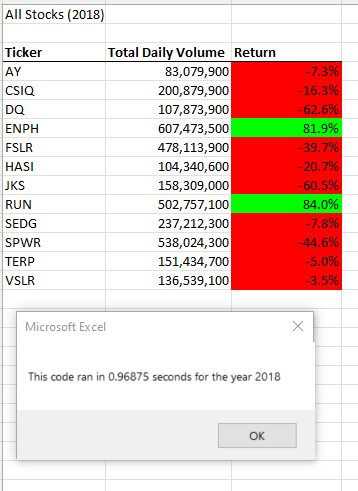 All Stocks (2018)
Ticker Total Daily Volume Return
AY 83,079,900 -7.3%
CSIQ 200,879,900 -16.3%
DQ 107,873,900 -62.6%
ENPH 607,473,500 81.9%
FSLR 478,113,900 -39.7%
HASI 104,340,600 -20.7%
JKS 158,309,000 -60.5%
RUN 502,757,100 84.0%
SEDG 237,212,300 -7.8%
SPWR 538,024,300 -44.6%
TERP 151,434,700 -5.0%
VSLR 136,539,100 -3.5%
Microsoft Excel
This code ran in 0.96875 seconds for the year 2018
OK